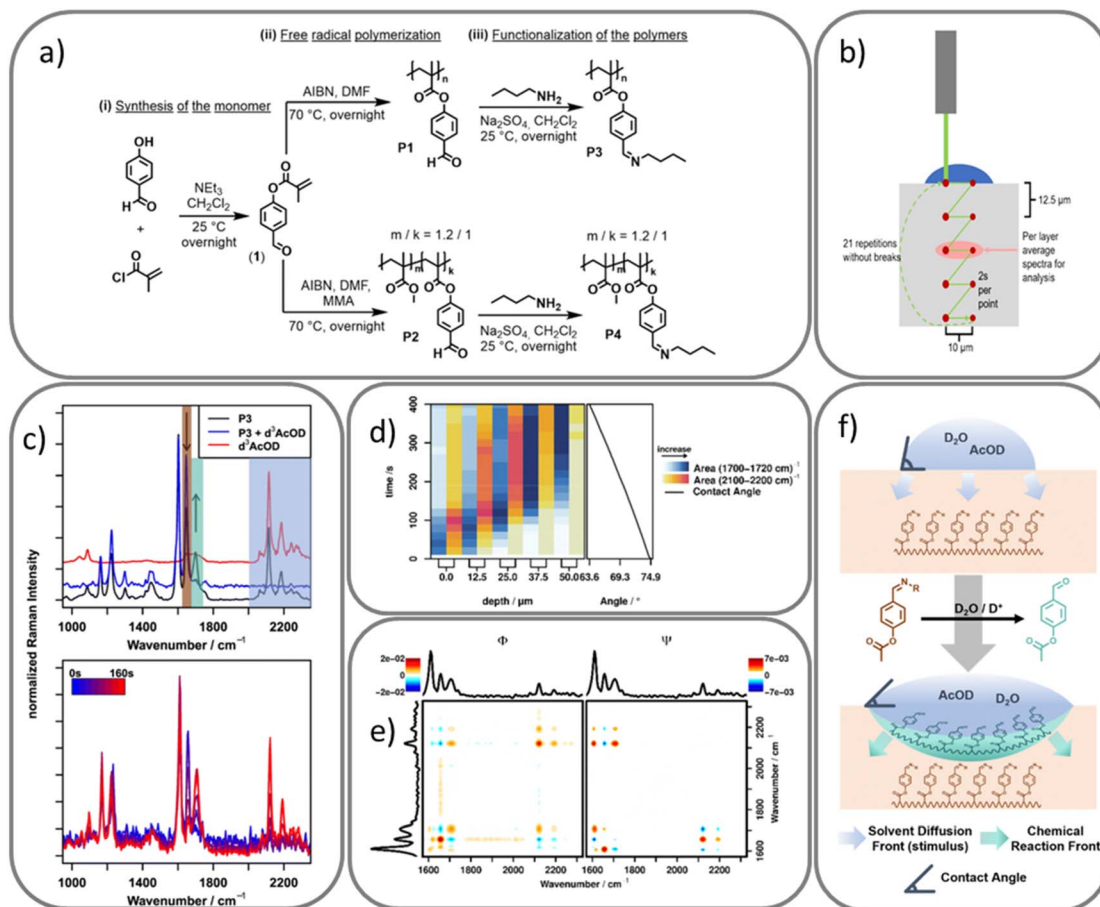 a)
(i) Synthesis of the monomer
OH
H
O
+
Cl
O
NEt₃
CH₂Cl₂
25 °C
overnight
O
O
H
O
(1)
(ii) Free radical polymerization
AIBN, DMF
70 °C, overnight
n
O
O
P1
H
O
AIBN, DMF,
MMA
70 °C, overnight
m / k = 1.2 / 1
m
k
O
O
O
O
P2
H
O
(iii) Functionalization of the polymers
NH₂
Na₂SO₄, CH₂Cl₂
25 °C, overnight
n
O
O
P3
N
NH₂
Na₂SO₄, CH₂Cl₂
25 °C, overnight
m / k = 1.2 / 1
m
k
O
O
O
O
P4
N
b)
12.5 µm
21 repetitions
without breaks
Per layer
average
spectra for
analysis
2s
per
point
10 µm
c)
P3
P3 + d³AcOD
d³AcOD
1000 1400 1800 2200
Wavenumber / cm⁻¹
normalized Raman Intensity
0s 160s
1000 1400 1800 2200
Wavenumber / cm⁻¹
d)
time /s
400
300
200
100
0
0.0 12.5 25.0 37.5 50.0
depth / µm
63.6 69.3 74.9
Angle / °
increase
Area (1700−1720 cm)⁻¹
Area (2100−2200 cm)⁻¹
Contact Angle
e)
Φ
Ψ
2e−02
0
−2e−02
7e−03
0
−7e−03
1600 1800 2000 2200
1600 1800 2000 2200
Wavenumber / cm⁻¹
2200
2000
1800
1600
Wavenumber / cm⁻¹
f)
D₂O
AcOD
N
R
O
O
D₂O / D⁺
O
O
O
AcOD
D₂O
Solvent Diffusion
Front (stimulus)
Chemical
Reaction Front
Contact Angle